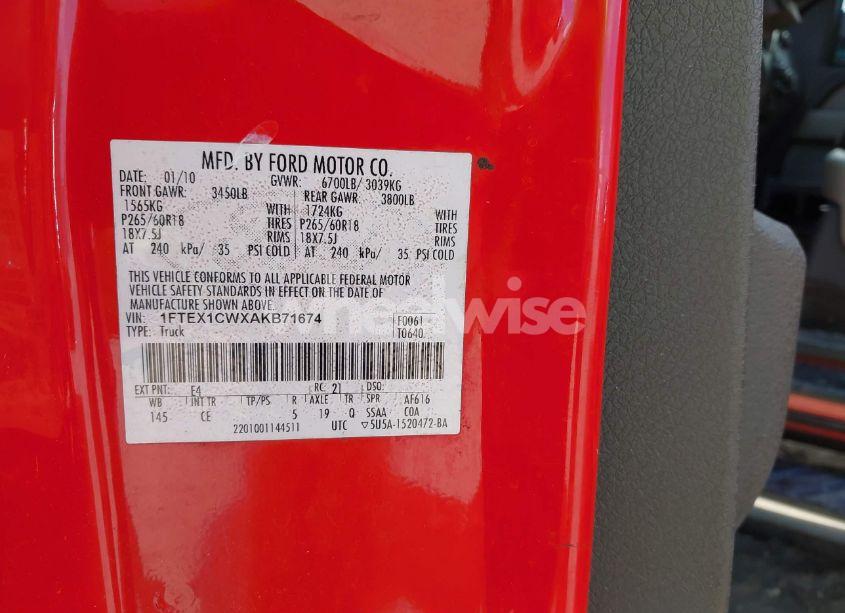 MFD. BY FORD MOTOR CO.
DATE: 01/10 GVWR: 6700LB/ 3039KG
FRONT GAWR: 3450LB REAR GAWR: 3800LB
1565KG WITH 1724KG WITH
P265/60R18 TIRES P265/60R18 TIRES
18X7.5J RIMS 18X7.5J RIMS
AT 240 kPa/ 35 PSI COLD AT 240 kPa/ 35 PSI COLD
THIS VEHICLE CONFORMS TO ALL APPLICABLE FEDERAL MOTOR
VEHICLE SAFETY STANDARDS IN EFFECT ON THE DATE OF
MANUFACTURE SHOWN ABOVE.
VIN: 1FTEX1CWXAKB71674 F0061
TYPE: Truck T0640
EXT PNT: E4 RC: 21 DSO:
WB INT TR TP/PS R AXLE TR SPR AF616
145 CE 5 19 Q SSAA COA
2201001144511 UTC ▽5U5A-1520472-BA
wheelwise